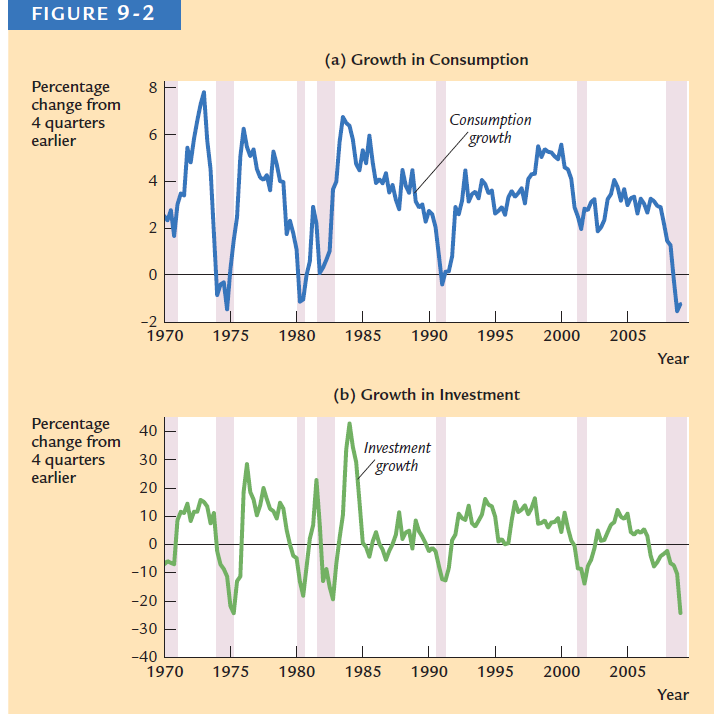 FIGURE 9-2
(a) Growth in Consumption
Percentage
change from
4 quarters
earlier
8
6
4
2
0
−2
Consumption
growth
1970 1975 1980 1985 1990 1995 2000 2005
Year
(b) Growth in Investment
Percentage
change from
4 quarters
earlier
40
30
20
10
0
−10
−20
−30
−40
Investment
growth
1970 1975 1980 1985 1990 1995 2000 2005
Year